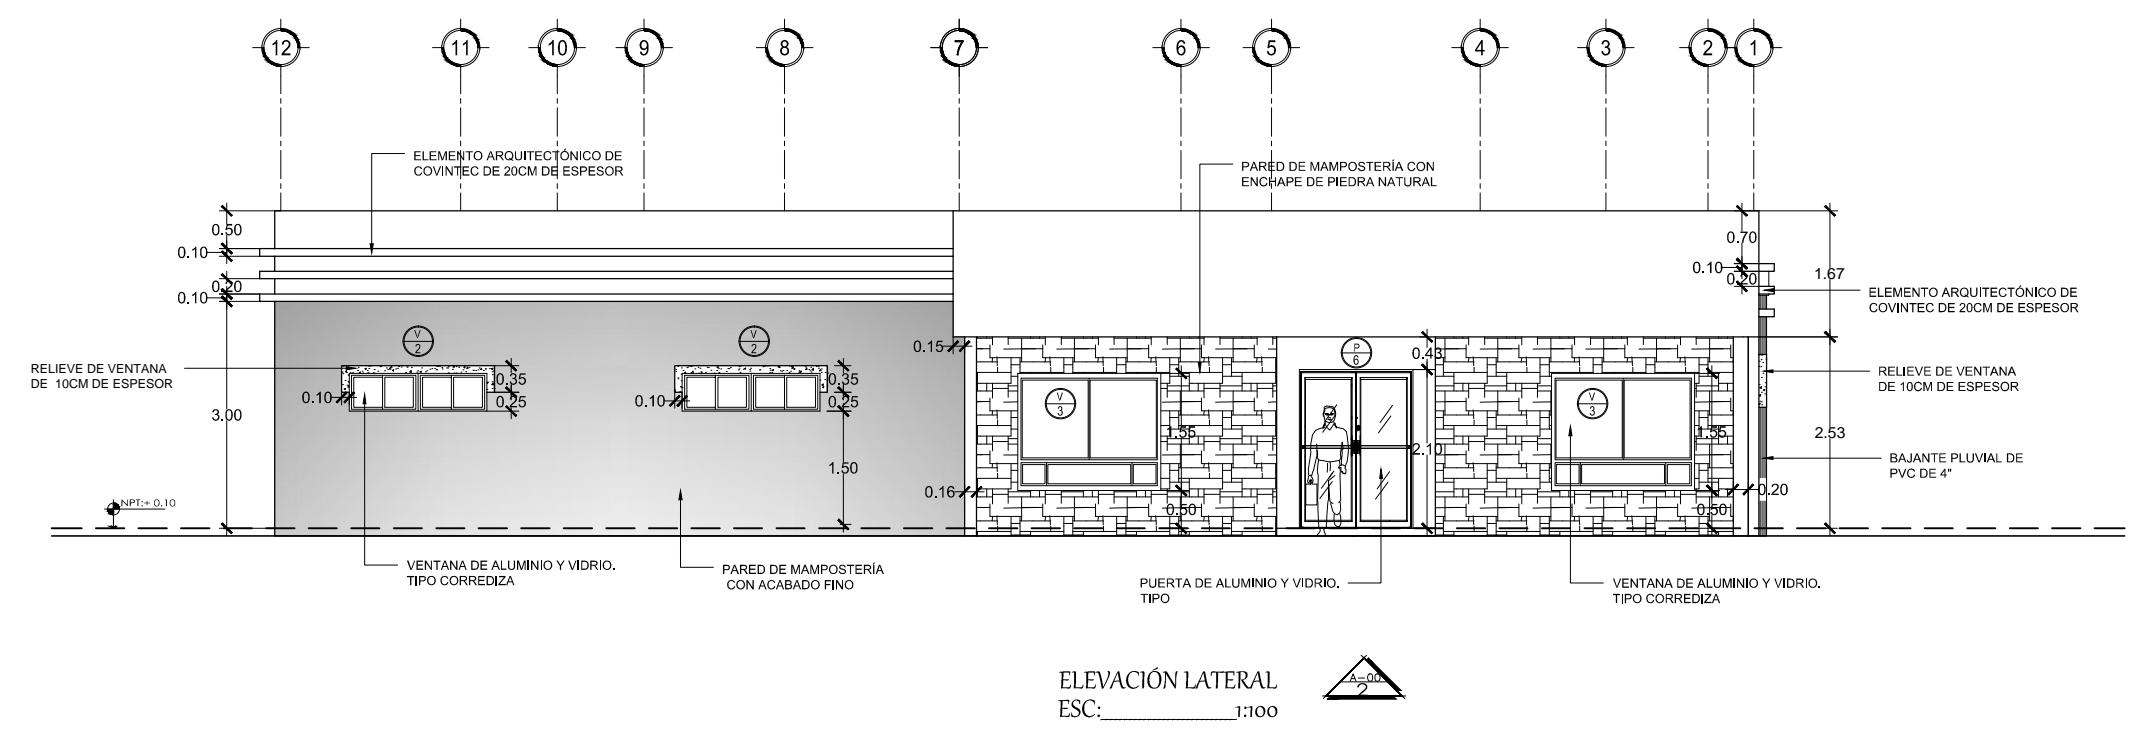 12 11 10 9 8 7 6 5 4 3 2 1
ELEMENTO ARQUITECTÓNICO DE
COVINTEC DE 20CM DE ESPESOR
PARED DE MAMPOSTERÍA CON
ENCHAPE DE PIEDRA NATURAL
0.50
0.10
0.20
0.10
3.00
0.70
0.10
0.20
1.67
2.53
ELEMENTO ARQUITECTÓNICO DE
COVINTEC DE 20CM DE ESPESOR
RELIEVE DE VENTANA
DE 10CM DE ESPESOR
V
2
0.10
0.35
0.25
V
2
0.10
0.35
0.25
1.50
0.15
0.16
V
3
1.55
0.50
P
6
0.43
2.10
V
3
1.55
0.50
0.20
RELIEVE DE VENTANA
DE 10CM DE ESPESOR
BAJANTE PLUVIAL DE
PVC DE 4"
NPT:+ 0.10
VENTANA DE ALUMINIO Y VIDRIO.
TIPO CORREDIZA
PARED DE MAMPOSTERÍA
CON ACABADO FINO
PUERTA DE ALUMINIO Y VIDRIO.
TIPO
VENTANA DE ALUMINIO Y VIDRIO.
TIPO CORREDIZA
ELEVACIÓN LATERAL
ESC:____________________1:100
A-00
2